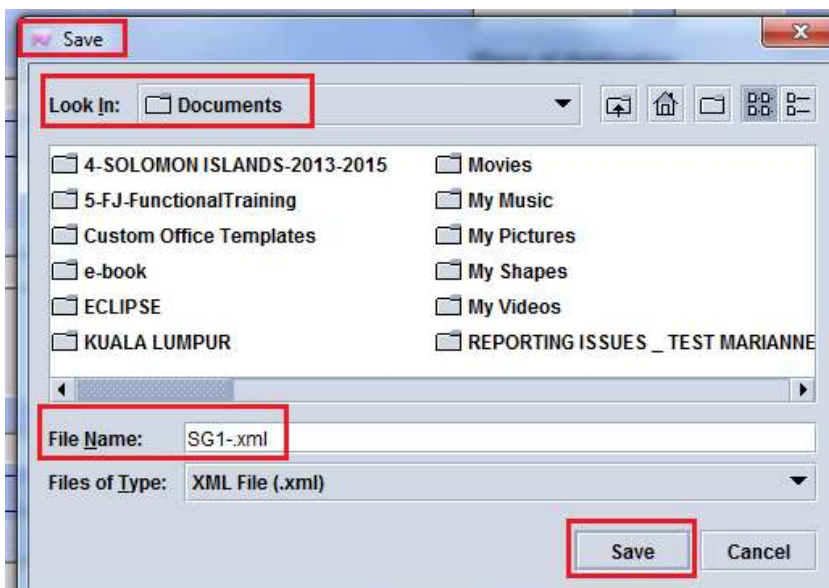 Save
Look In: Documents
4-SOLOMON ISLANDS-2013-2015
5-FJ-FunctionalTraining
Custom Office Templates
e-book
ECLIPSE
KUALA LUMPUR
Movies
My Music
My Pictures
My Shapes
My Videos
REPORTING ISSUES _ TEST MARIANNE
File Name: SG1-.xml
Files of Type: XML File (.xml)
Save Cancel